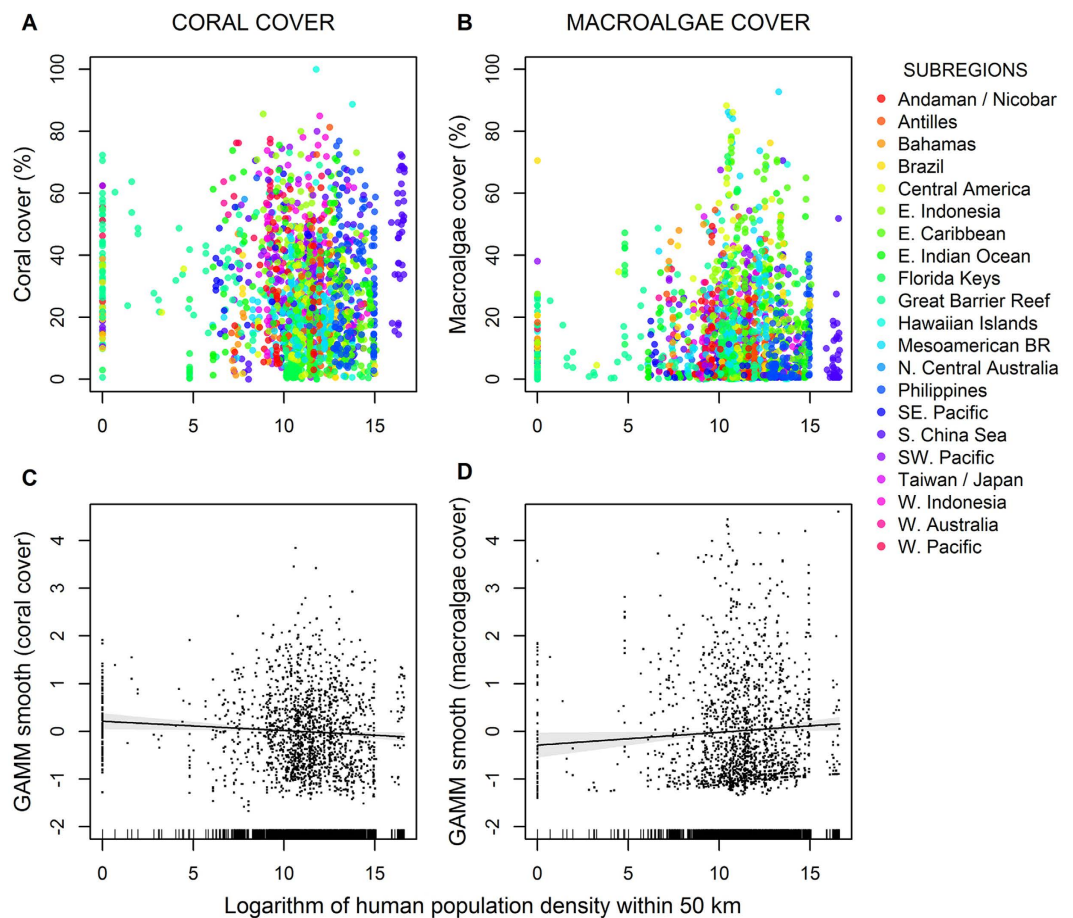 A CORAL COVER
B MACROALGAE COVER
SUBREGIONS
Andaman / Nicobar
Antilles
Bahamas
Brazil
Central America
E. Indonesia
E. Caribbean
E. Indian Ocean
Florida Keys
Great Barrier Reef
Hawaiian Islands
Mesoamerican BR
N. Central Australia
Philippines
SE. Pacific
S. China Sea
SW. Pacific
Taiwan / Japan
W. Indonesia
W. Australia
W. Pacific
Coral cover (%)
100
80
60
40
20
0
0 5 10 15
Macroalgae cover (%)
100
80
60
40
20
0
0 5 10 15
C
GAMM smooth (coral cover)
4
3
2
1
0
-1
-2
0 5 10 15
D
GAMM smooth (macroalgae cover)
4
3
2
1
0
-1
-2
0 5 10 15
Logarithm of human population density within 50 km